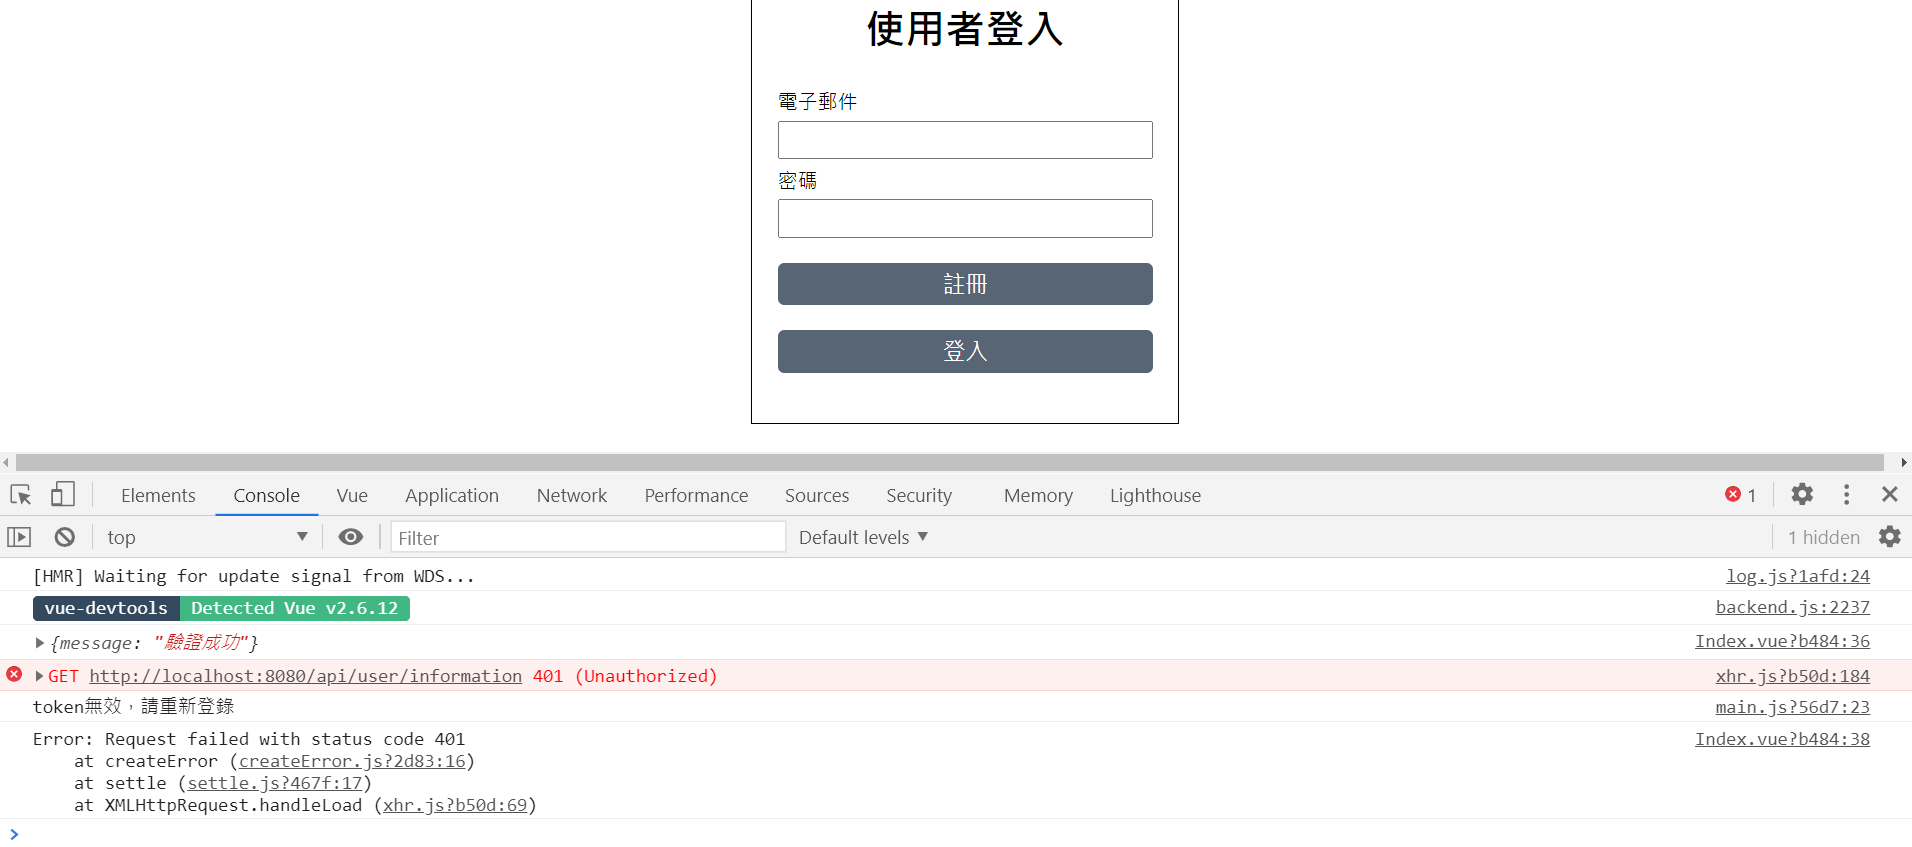 使用者登入
電子郵件
密碼
註冊
登入
Elements Console Vue Application Network Performance Sources Security Memory Lighthouse 1
top Filter Default levels 1 hidden
[HMR] Waiting for update signal from WDS... log.js?1afd:24
vue-devtools Detected Vue v2.6.12 backend.js:2237
{message: "驗證成功"} Index.vue?b484:36
GET http://localhost:8080/api/user/information 401 (Unauthorized) xhr.js?b50d:184
token無效，請重新登錄 main.js?56d7:23
Error: Request failed with status code 401 Index.vue?b484:38
at createError (createError.js?2d83:16)
at settle (settle.js?467f:17)
at XMLHttpRequest.handleLoad (xhr.js?b50d:69)